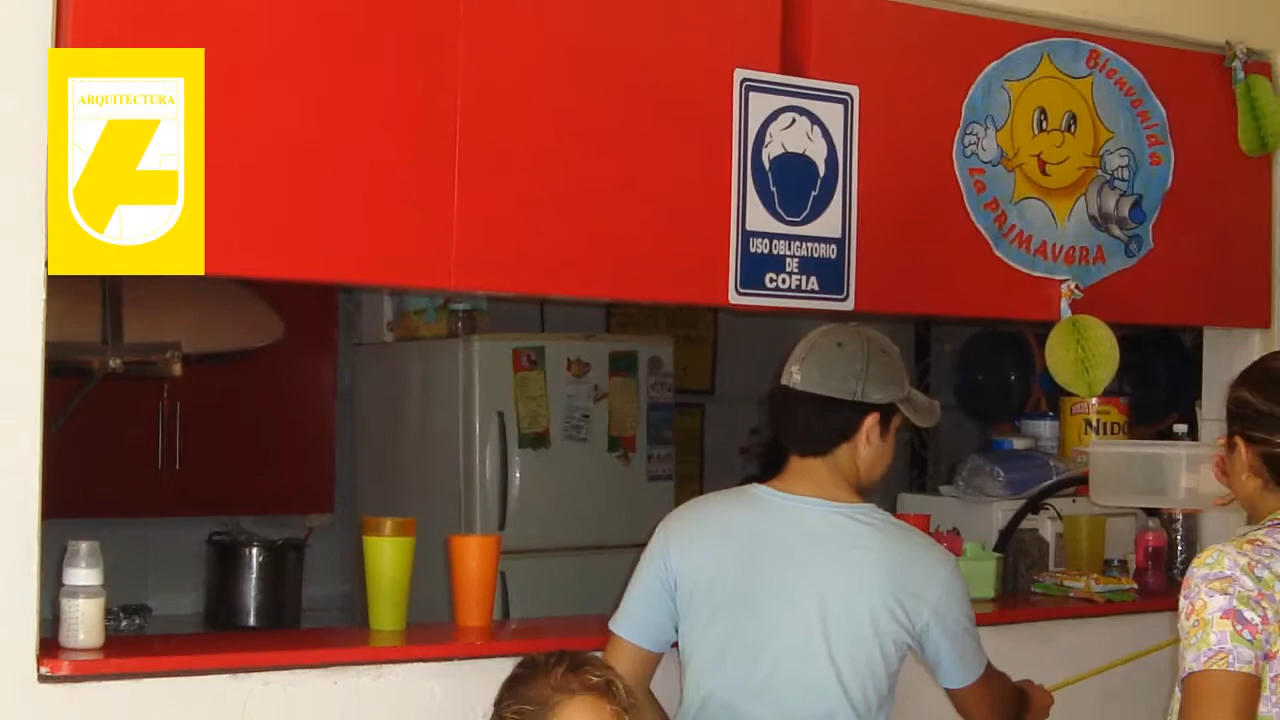 ARQUITECTURA
USO OBLIGATORIO
DE
COFIA
Bienvenida
La PRIMAVERA
NIDO